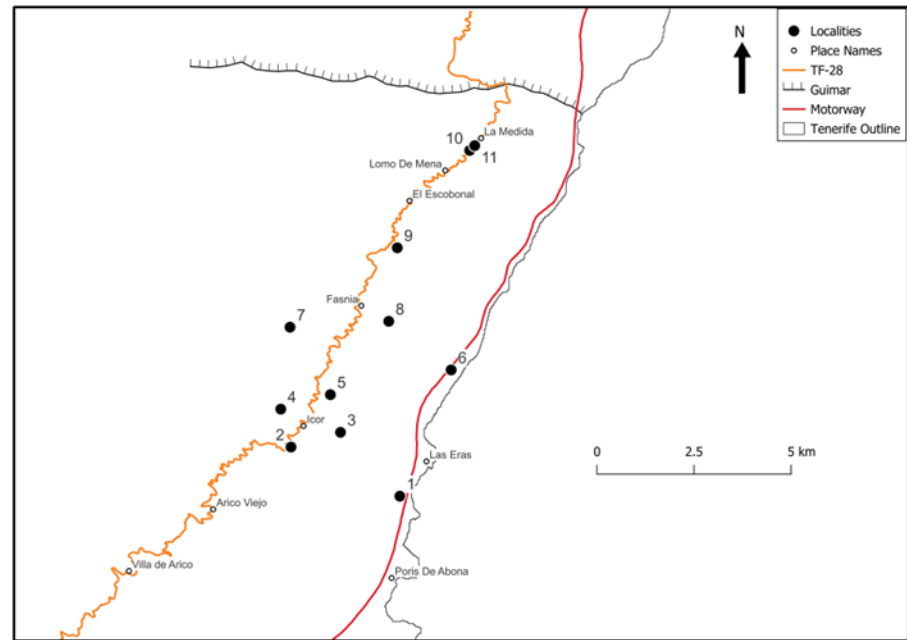 N
Localities
Place Names
TF-28
Guimar
Motorway
Tenerife Outline
La Medida
10
11
Lomo De Mena
El Escobonal
9
Fasnia
7
8
6
5
4
Icor
3
2
Las Eras
0 2.5 5 km
1
Arico Viejo
Villa de Arico
Poris De Abona